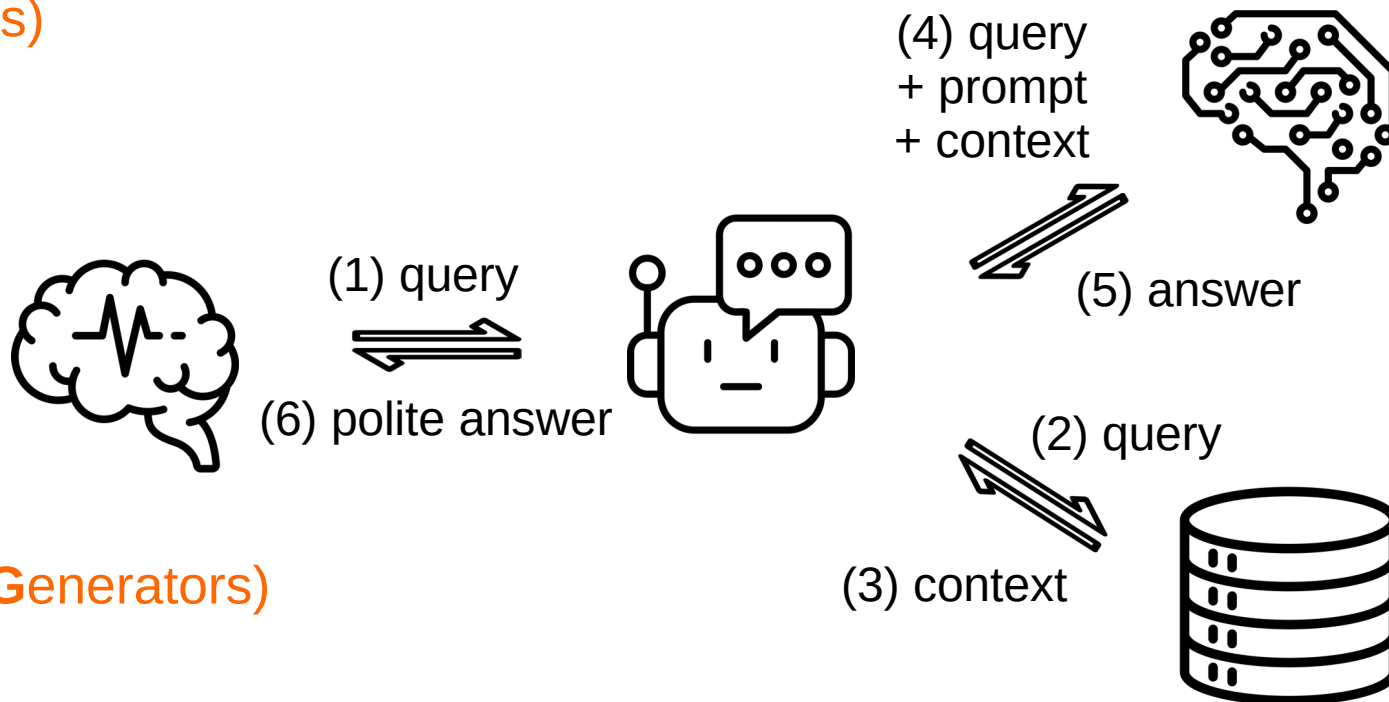 s)
(4) query
+ prompt
+ context
(1) query
(5) answer
(6) polite answer
(2) query
(3) context
Generators)